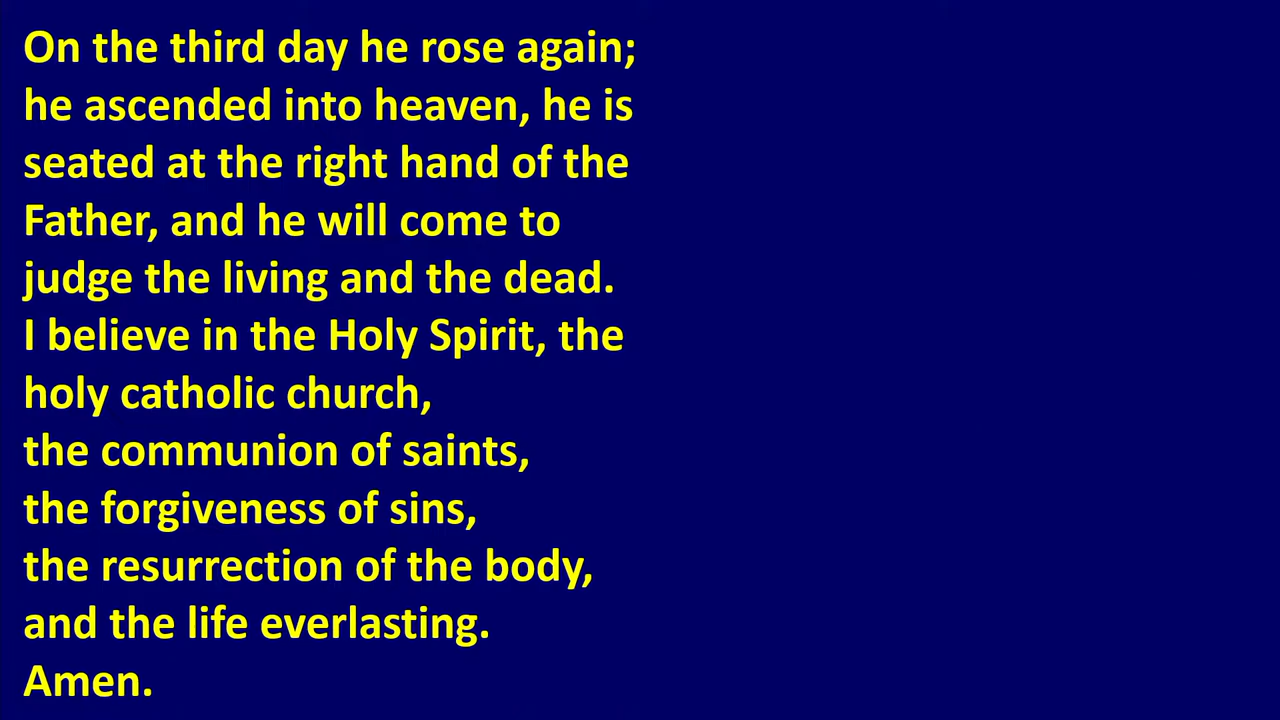 On the third day he rose again;
he ascended into heaven, he is
seated at the right hand of the
Father, and he will come to
judge the living and the dead.
I believe in the Holy Spirit, the
holy catholic church,
the communion of saints,
the forgiveness of sins,
the resurrection of the body,
and the life everlasting.
Amen.